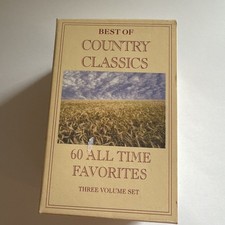 BEST OF
COUNTRY
CLASSICS
60 ALL TIME
FAVORITES
THREE VOLUME SET